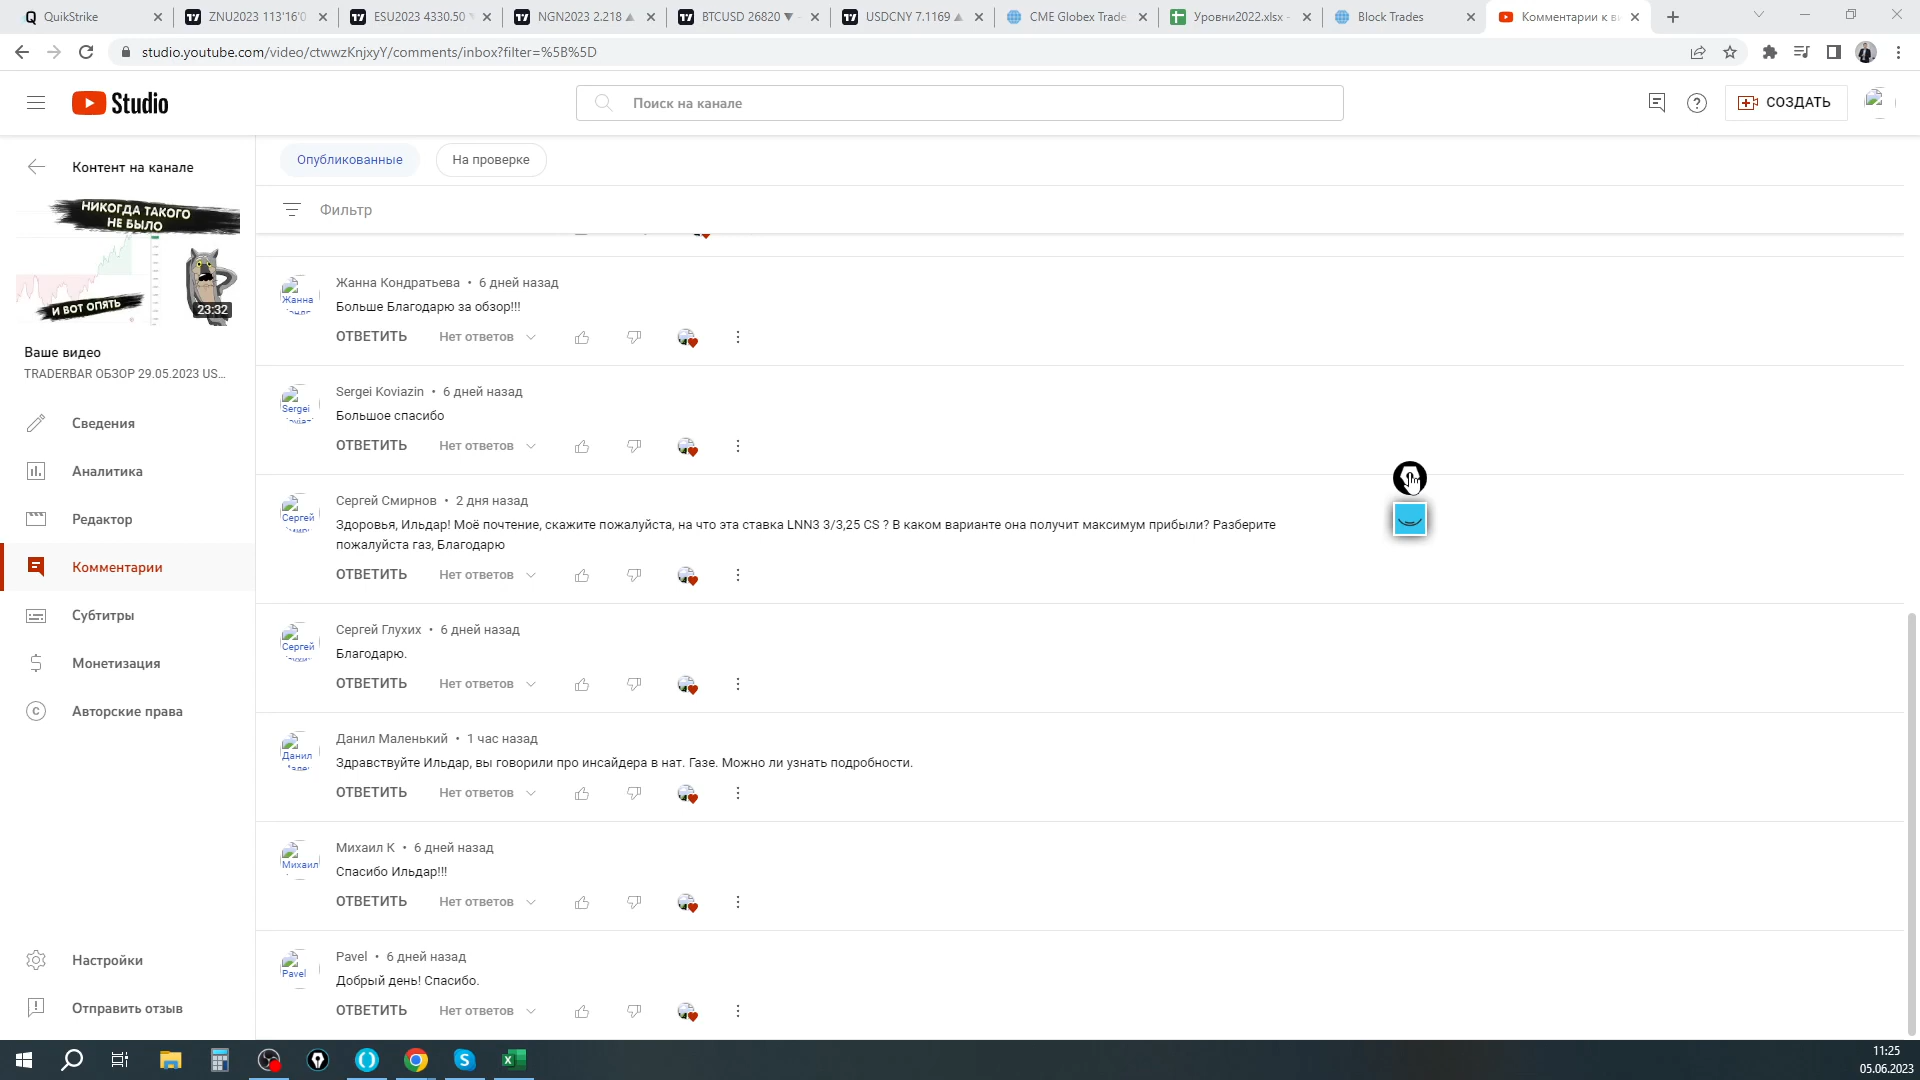 QuikStrike
ZNU2023 113'16'0
ESU2023 4330.50
NGN2023 2.218
BTCUSD 26820
USDCNY 7.1169
CME Globex Trade
Уровни2022.xlsx -
Block Trades
Комментарии к в
studio.youtube.com/video/ctwwzKnjxyY/comments/inbox?filter=%5B%5D
Studio
Поиск на канале
СОЗДАТЬ
Контент на канале
НИКОГДА ТАКОГО
НЕ БЫЛО
И ВОТ ОПЯТЬ
23:32
Ваше видео
TRADERBAR ОБЗОР 29.05.2023 US...
Сведения
Аналитика
Редактор
Комментарии
Субтитры
Монетизация
Авторские права
Настройки
Отправить отзыв
Опубликованные
На проверке
Фильтр
Жанна
Жанна Кондратьева • 6 дней назад
Больше Благодарю за обзор!!!
ОТВЕТИТЬ Нет ответов
Sergei
Sergei Koviazin • 6 дней назад
Большое спасибо
ОТВЕТИТЬ Нет ответов
Сергей
Сергей Смирнов • 2 дня назад
Здоровья, Ильдар! Моё почтение, скажите пожалуйста, на что эта ставка LNN3 3/3,25 CS ? В каком варианте она получит максимум прибыли? Разберите
пожалуйста газ, Благодарю
ОТВЕТИТЬ Нет ответов
Сергей
Сергей Глухих • 6 дней назад
Благодарю.
ОТВЕТИТЬ Нет ответов
Данил
Данил Маленький • 1 час назад
Здравствуйте Ильдар, вы говорили про инсайдера в нат. Газе. Можно ли узнать подробности.
ОТВЕТИТЬ Нет ответов
Михаил
Михаил К • 6 дней назад
Спасибо Ильдар!!!
ОТВЕТИТЬ Нет ответов
Pavel
Pavel • 6 дней назад
Добрый день! Спасибо.
ОТВЕТИТЬ Нет ответов
11:25
05.06.2023